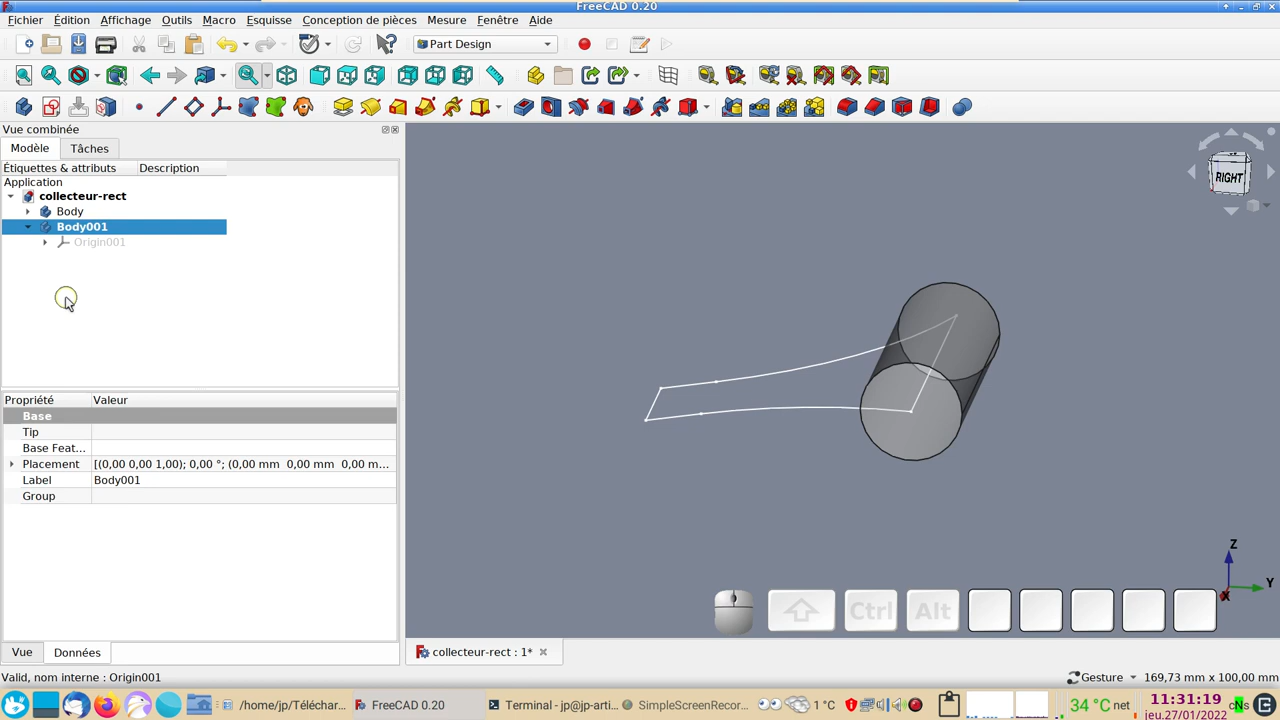 FreeCAD 0.20
Fichier Édition Affichage Outils Macro Esquisse Conception de pièces Mesure Fenêtre Aide
Part Design
Vue combinée
Modèle Tâches
Étiquettes & attributs Description
Application
collecteur-rect
Body
Body001
Origin001
RIGHT
Propriété Valeur
Base
Tip
Base Feat...
Placement [(0,00 0,00 1,00); 0,00 °; (0,00 mm 0,00 mm 0,00 m...
Label Body001
Group
Z
Y
X
Ctrl Alt
Vue Données
collecteur-rect : 1*
Valid, nom interne : Origin001
Gesture 169,73 mm x 100,00 mm
/home/jp/Téléchar... FreeCAD 0.20 Terminal - jp@jp-arti... SimpleScreenRecor... 1 °C 34 °C net 11:31:19
jeu.27/01/2022